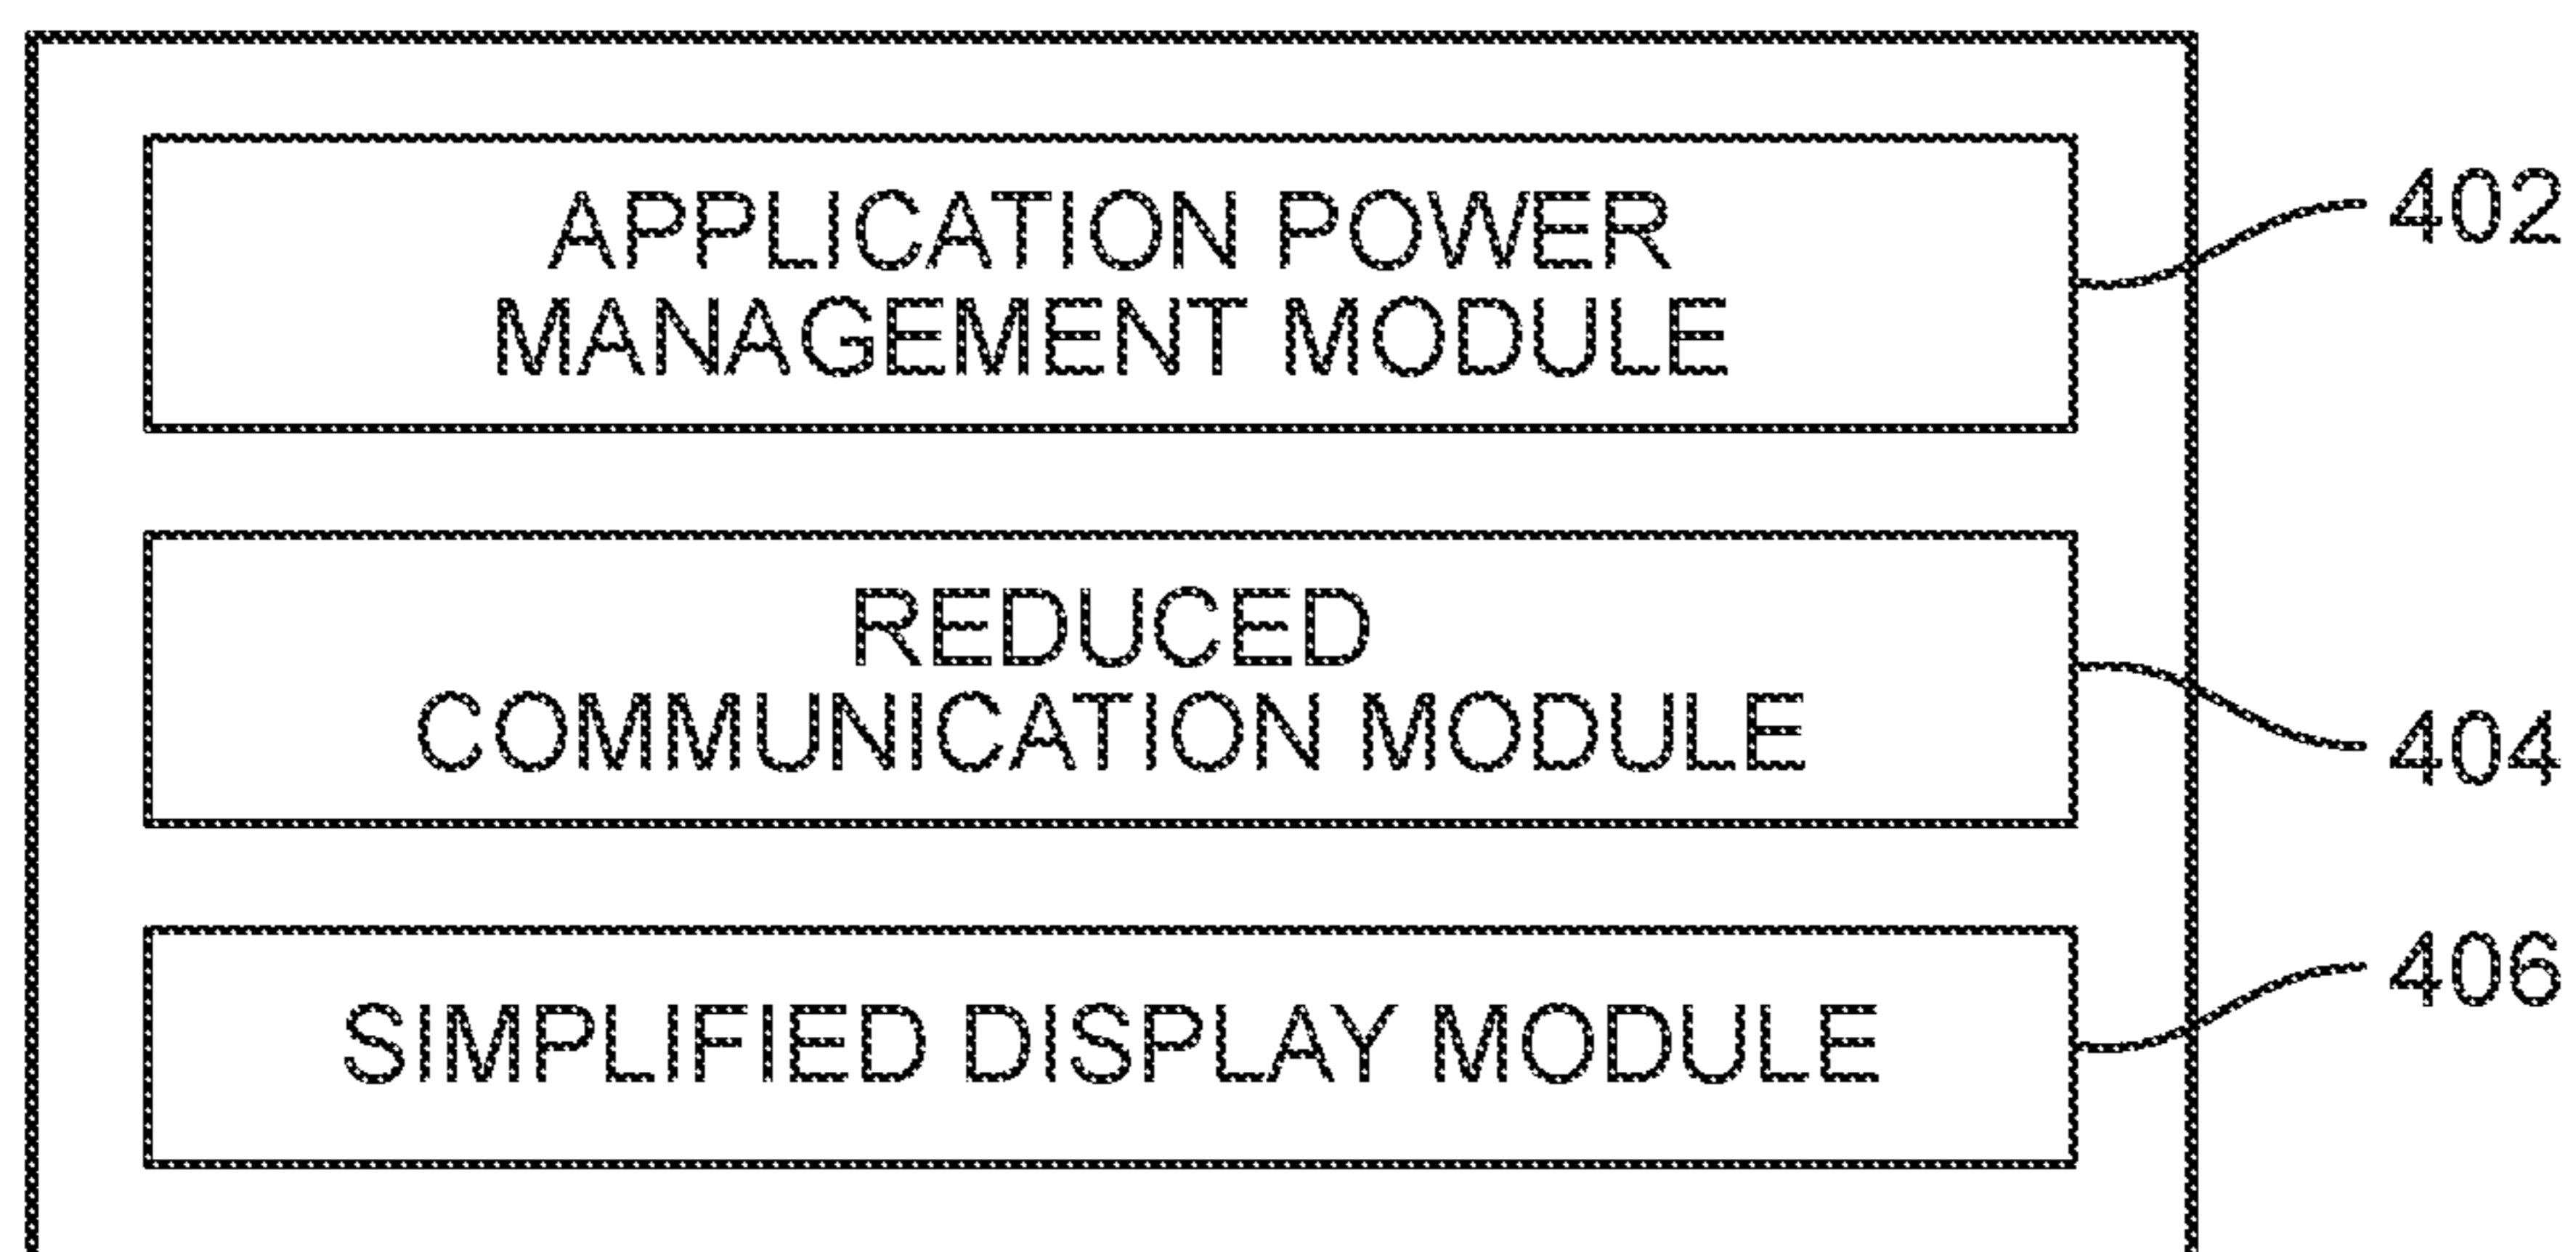 APPLICATION POWER
MANAGEMENT MODULE
402
REDUCED
COMMUNICATION MODULE
404
SIMPLIFIED DISPLAY MODULE
406